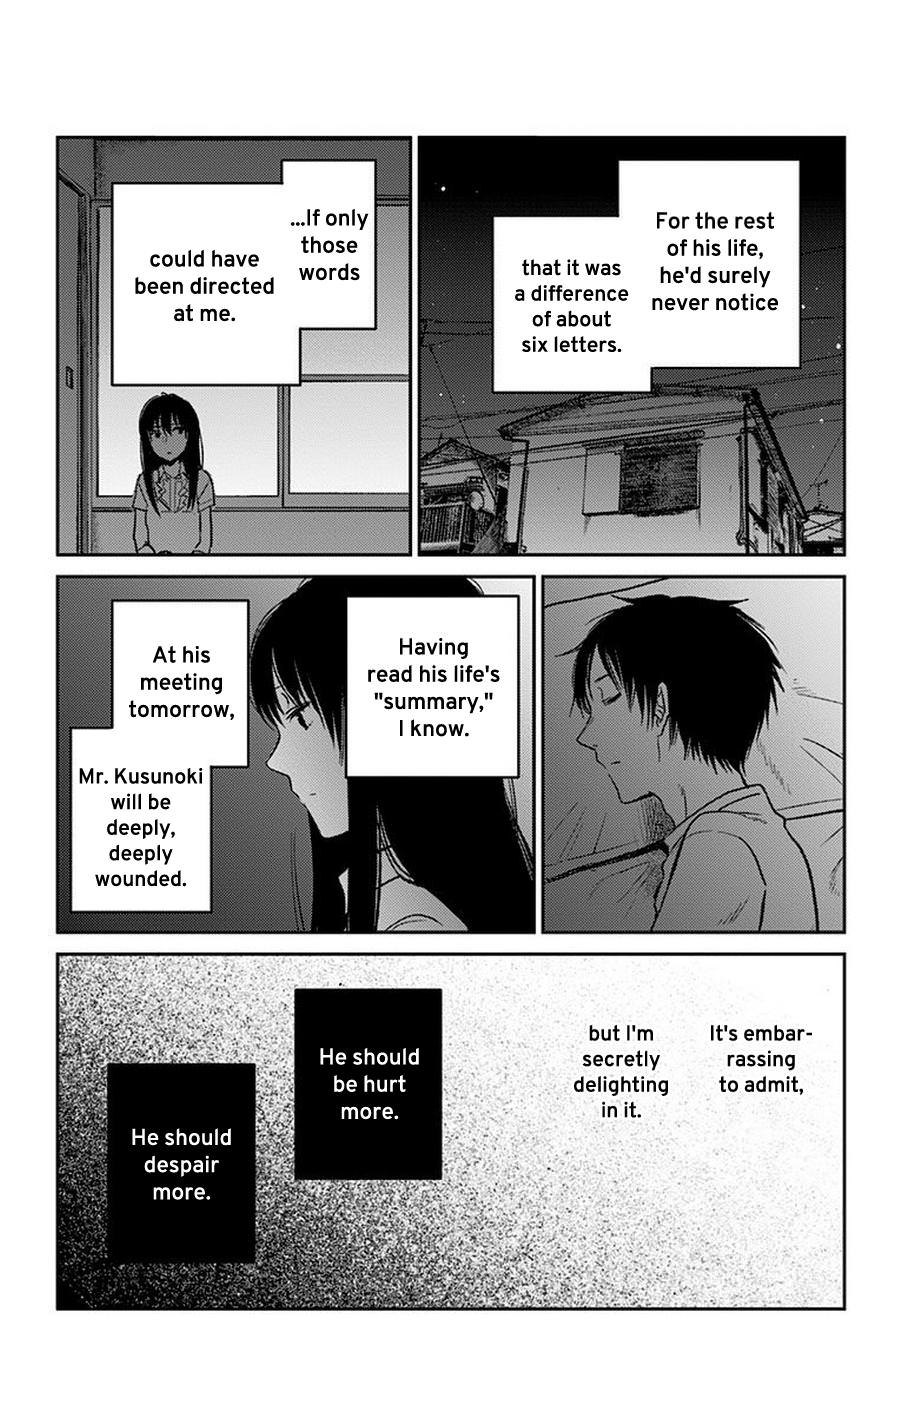 For the rest
of his life,
he'd surely
never notice
that it was
a difference
of about
six letters.
...If only
those
words
could have
been directed
at me.
Having
read his life's
"summary,"
I know.
At his
meeting
tomorrow,
Mr. Kusunoki
will be
deeply,
deeply
wounded.
It's embar-
rassing
to admit,
but I'm
secretly
delighting
in it.
He should
be hurt
more.
He should
despair
more.